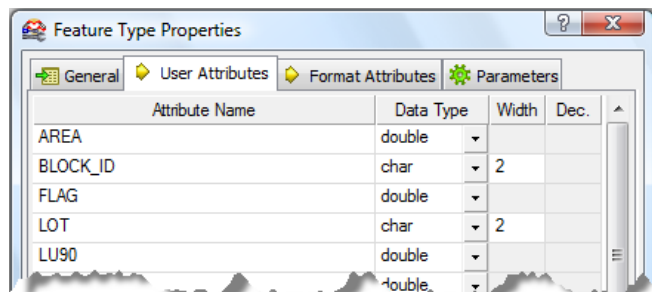 Feature Type Properties
General User Attributes Format Attributes Parameters
Attribute Name Data Type Width Dec.
AREA double
BLOCK_ID char 2
FLAG double
LOT char 2
LU90 double
double